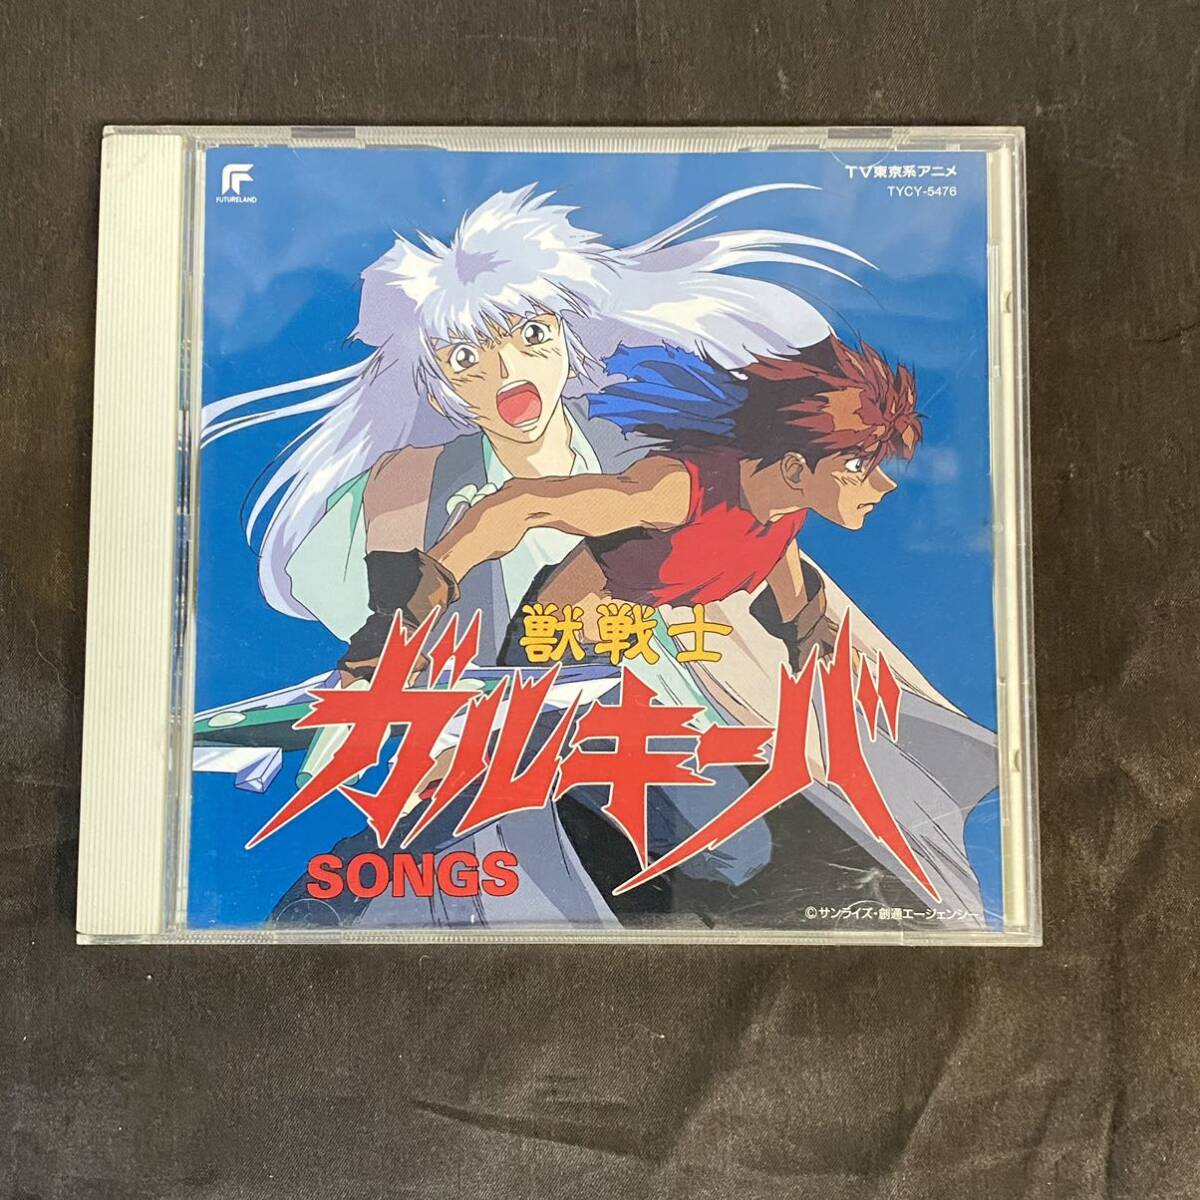 FUTURELAND
TV東京系アニメ
TYCY-5476
獣戦士
ガルキーバ
SONGS
©サンライズ・創通エージェンシー